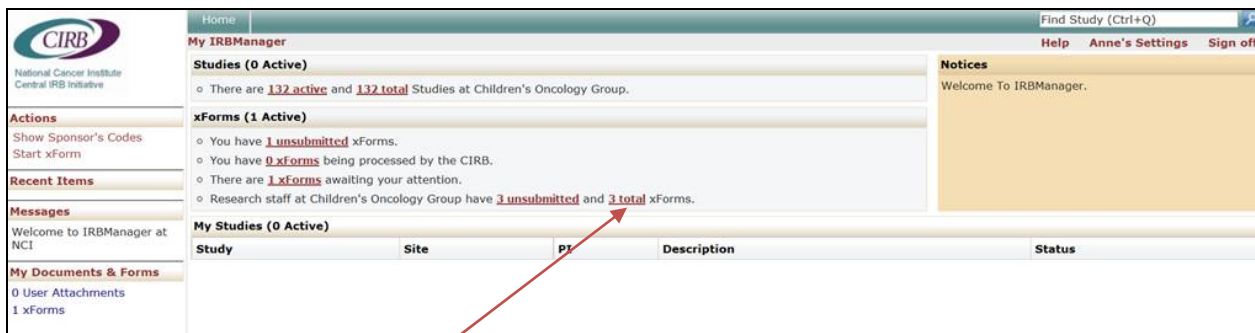 Home
Find Study (Ctrl+Q)
CIRB
National Cancer Institute
Central IRB Initiative
My IRBManager
Help Anne's Settings Sign off
Studies (0 Active)
There are 132 active and 132 total Studies at Children's Oncology Group.
Notices
Welcome To IRBManager.
Actions
Show Sponsor's Codes
Start xForm
xForms (1 Active)
You have 1 unsubmitted xForms.
You have 0 xForms being processed by the CIRB.
There are 1 xForms awaiting your attention.
Research staff at Children's Oncology Group have 3 unsubmitted and 3 total xForms.
Recent Items
Messages
Welcome to IRBManager at
NCI
My Studies (0 Active)
Study Site PI Description Status
My Documents & Forms
0 User Attachments
1 xForms